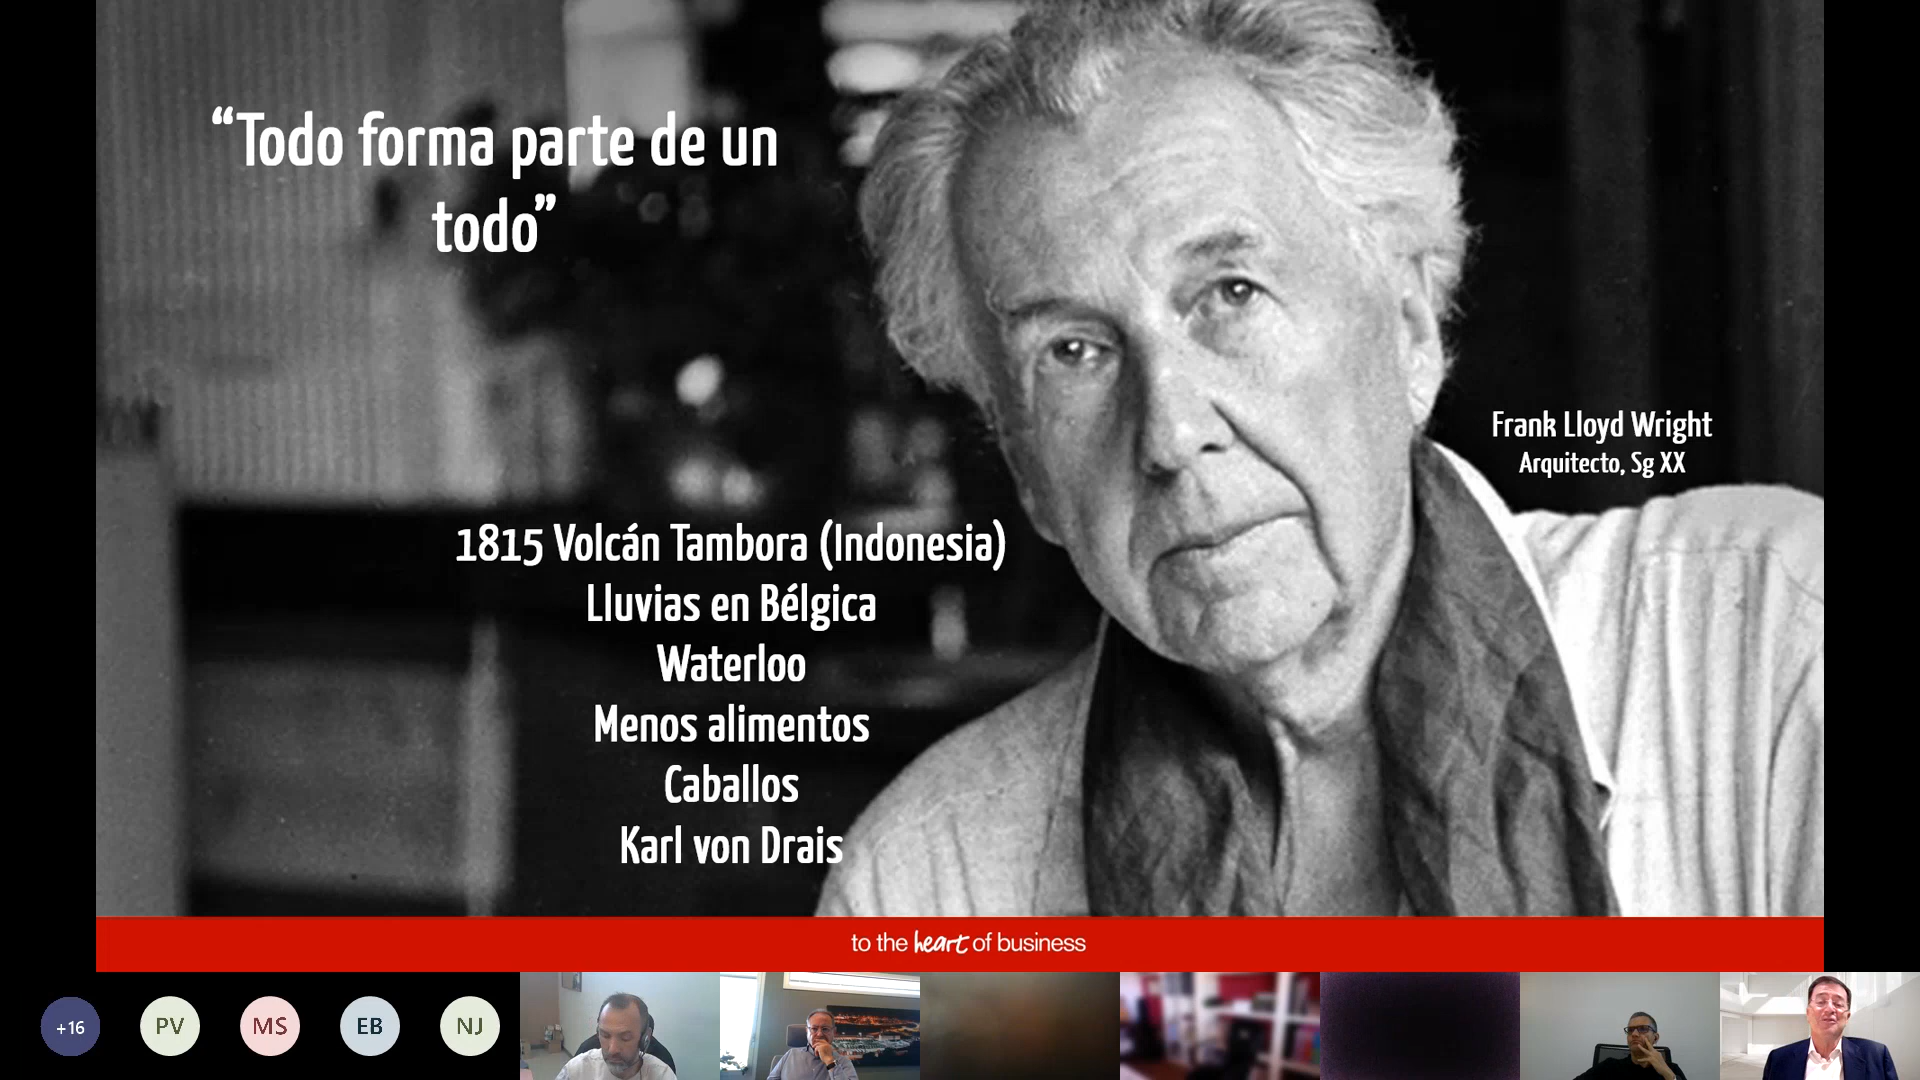 “Todo forma parte de un
todo”
Frank Lloyd Wright
Arquitecto, Sg XX
1815 Volcán Tambora (Indonesia)
Lluvias en Bélgica
Waterloo
Menos alimentos
Caballos
Karl von Drais
to the heart of business
+16
PV
MS
EB
NJ